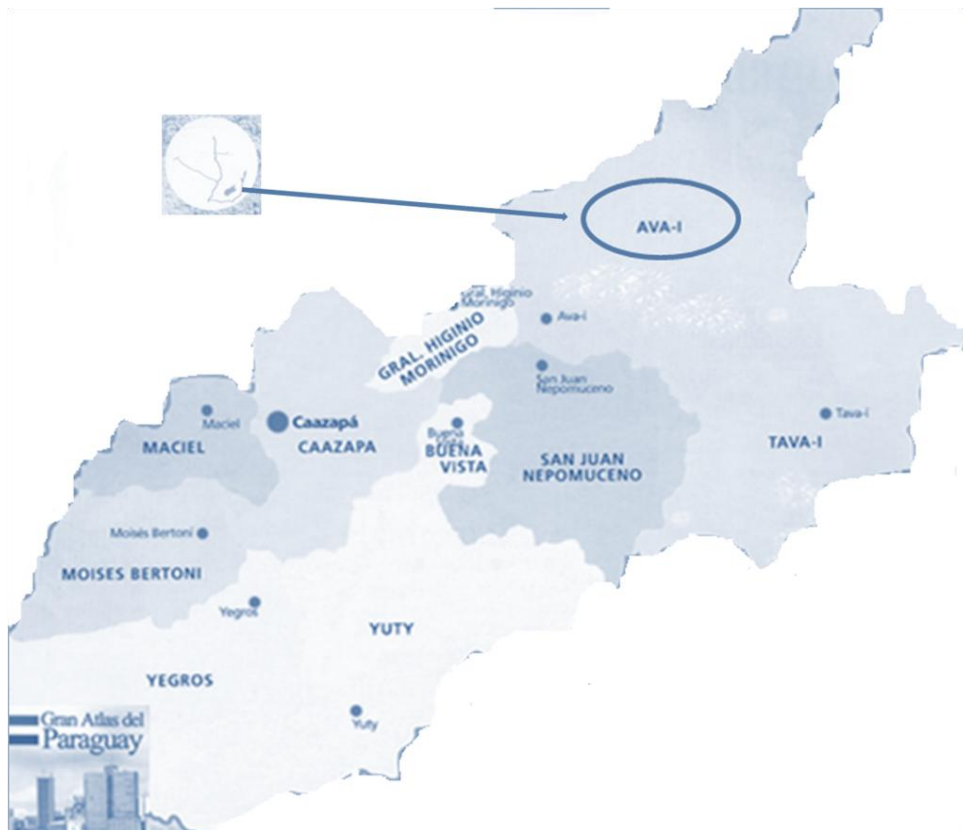 AVA-I
Gral. Higinio
Morinigo
Ava-i
GRAL. HIGINIO
MORINIGO
San Juan
Nepomuceno
Maciel
Caazapá
Buena
Vista
Tava-í
MACIEL
CAAZAPA
BUENA
VISTA
SAN JUAN
NEPOMUCENO
TAVA-I
Moisés Bertoni
MOISES BERTONI
Yegros
YUTY
YEGROS
Yuty
Gran Atlas del
Paraguay